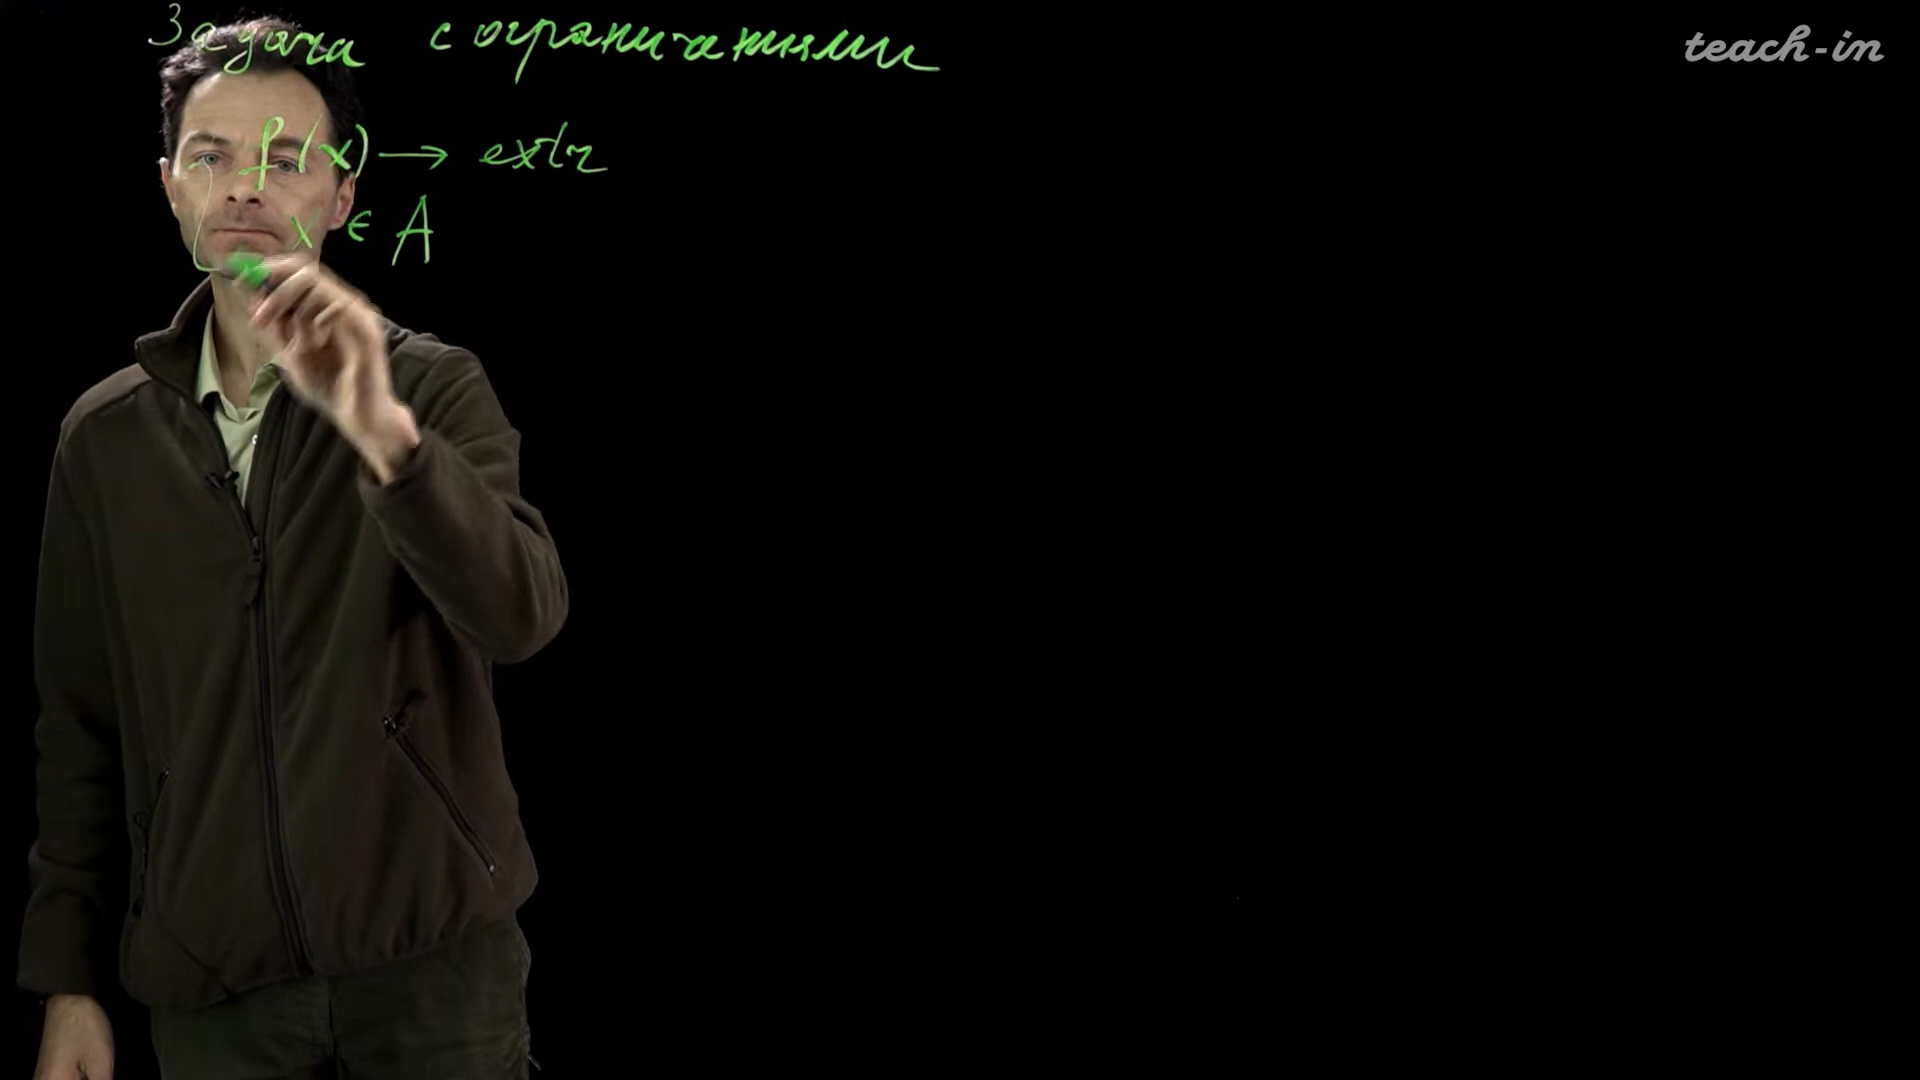 Задача с ограничениями
teach-in
f(x) → extr
x ∈ A